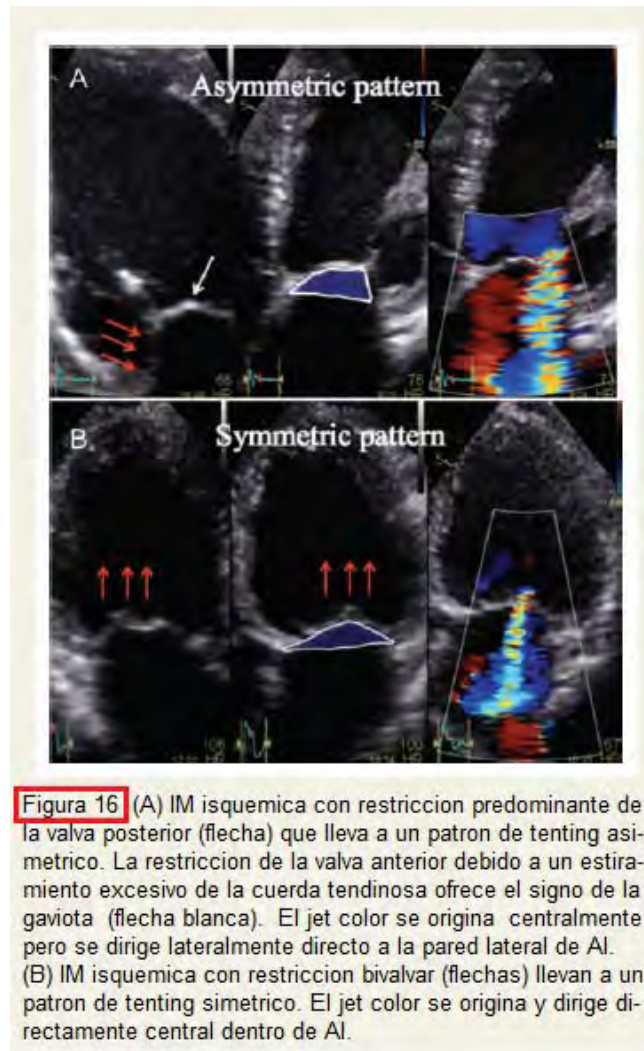 A
Asymmetric pattern
B
Symmetric pattern
Figura 16 (A) IM isquemica con restriccion predominante de
la valva posterior (flecha) que lleva a un patron de tenting asi-
metrico. La restriccion de la valva anterior debido a un estira-
miento excesivo de la cuerda tendinosa ofrece el signo de la
gaviota (flecha blanca). El jet color se origina centralmente
pero se dirige lateralmente directo a la pared lateral de AI.
(B) IM isquemica con restriccion bivalvar (flechas) llevan a un
patron de tenting simetrico. El jet color se origina y dirige di-
rectamente central dentro de AI.